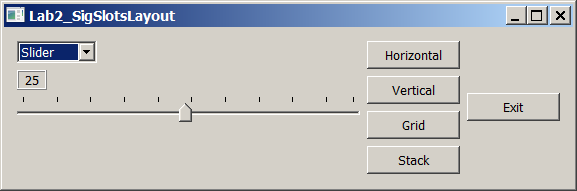 Lab2_SigSlotsLayout
Slider
25
Horizontal
Vertical
Grid
Stack
Exit